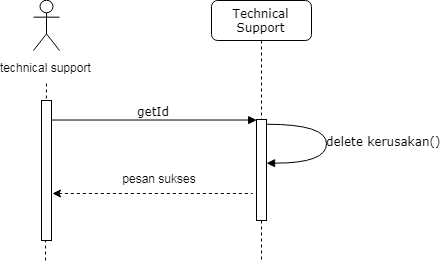 Technical
Support
technical support
getId
delete kerusakan()
pesan sukses